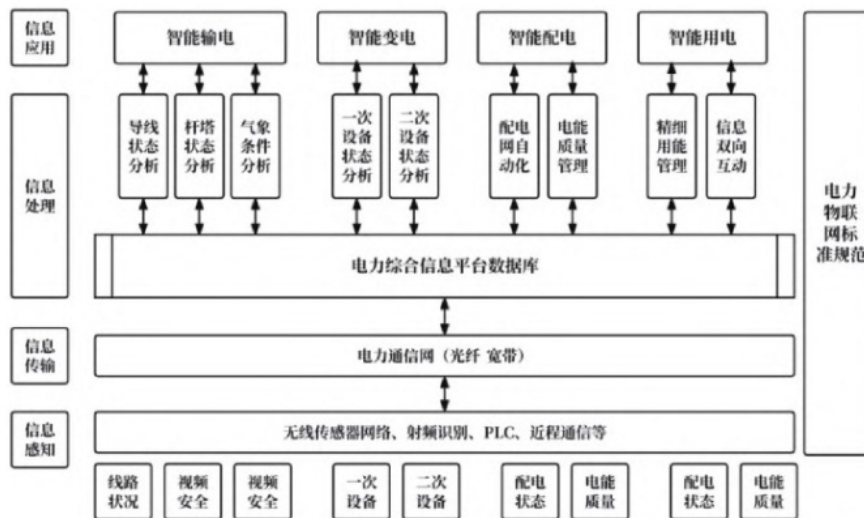 信息
应用
智能输电
智能变电
智能配电
智能用电
信息
处理
导线
状态
分析
杆塔
状态
分析
气象
条件
分析
一次
设备
状态
分析
二次
设备
状态
分析
配电
网自
动化
电能
质量
管理
精细
用能
管理
信息
双向
互动
电力综合信息平台数据库
电力
物联
网标
准规范
信息
传输
电力通信网（光纤 宽带）
信息
感知
无线传感器网络、射频识别、PLC、近程通信等
线路
状况
视频
安全
视频
安全
一次
设备
二次
设备
配电
状态
电能
质量
配电
状态
电能
质量